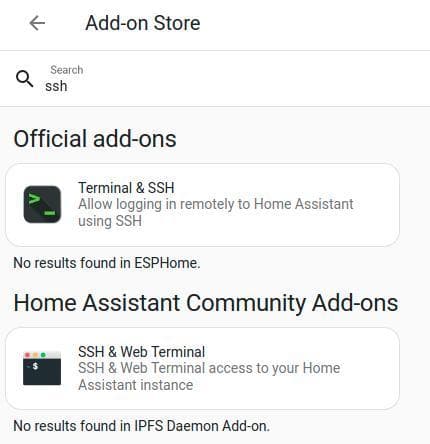 Add-on Store
Search
ssh
Official add-ons
Terminal & SSH
Allow logging in remotely to Home Assistant
using SSH
No results found in ESPHome.
Home Assistant Community Add-ons
$
SSH & Web Terminal
SSH & Web Terminal access to your Home
Assistant instance
No results found in IPFS Daemon Add-on.